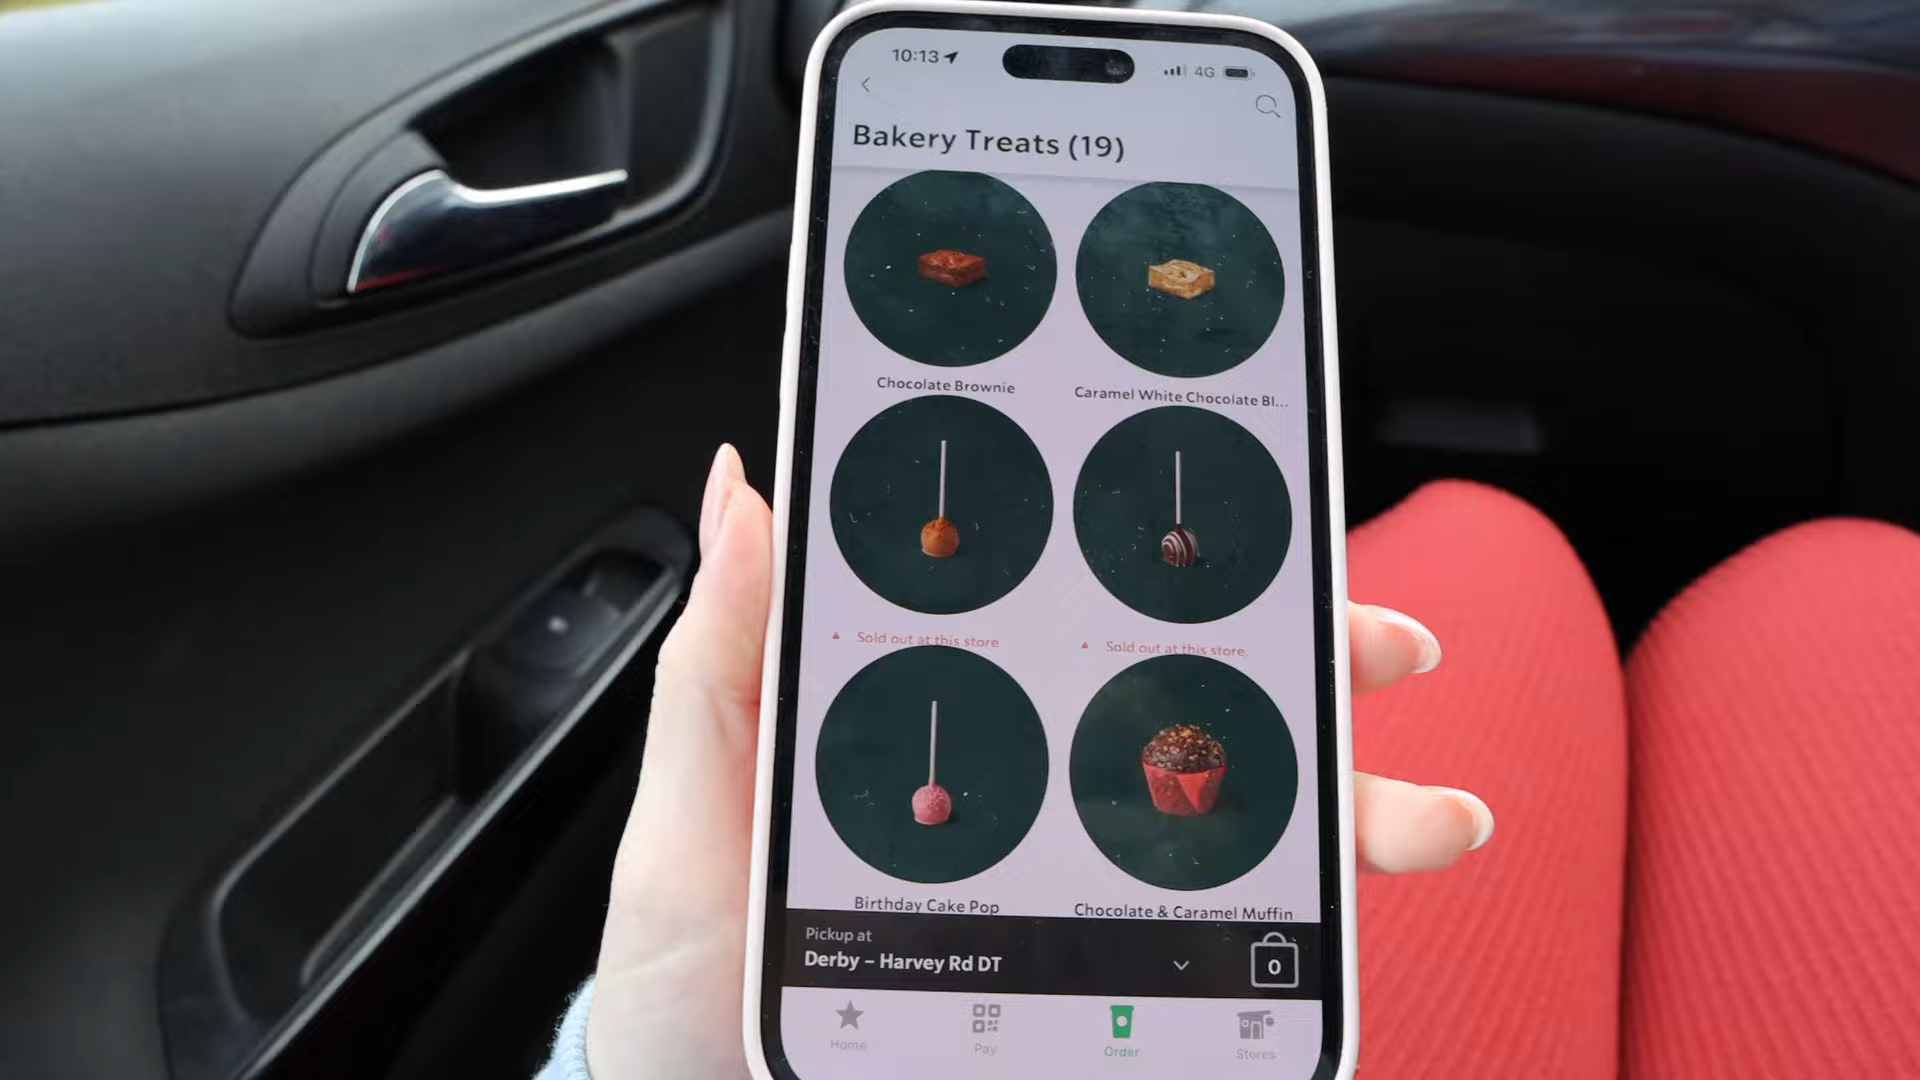 10:13
4G
Bakery Treats (19)
Chocolate Brownie
Caramel White Chocolate Bl...
Sold out at this store
Sold out at this store
Birthday Cake Pop
Chocolate & Caramel Muffin
Pickup at
Derby – Harvey Rd DT
0
Home
Pay
Order
Stores